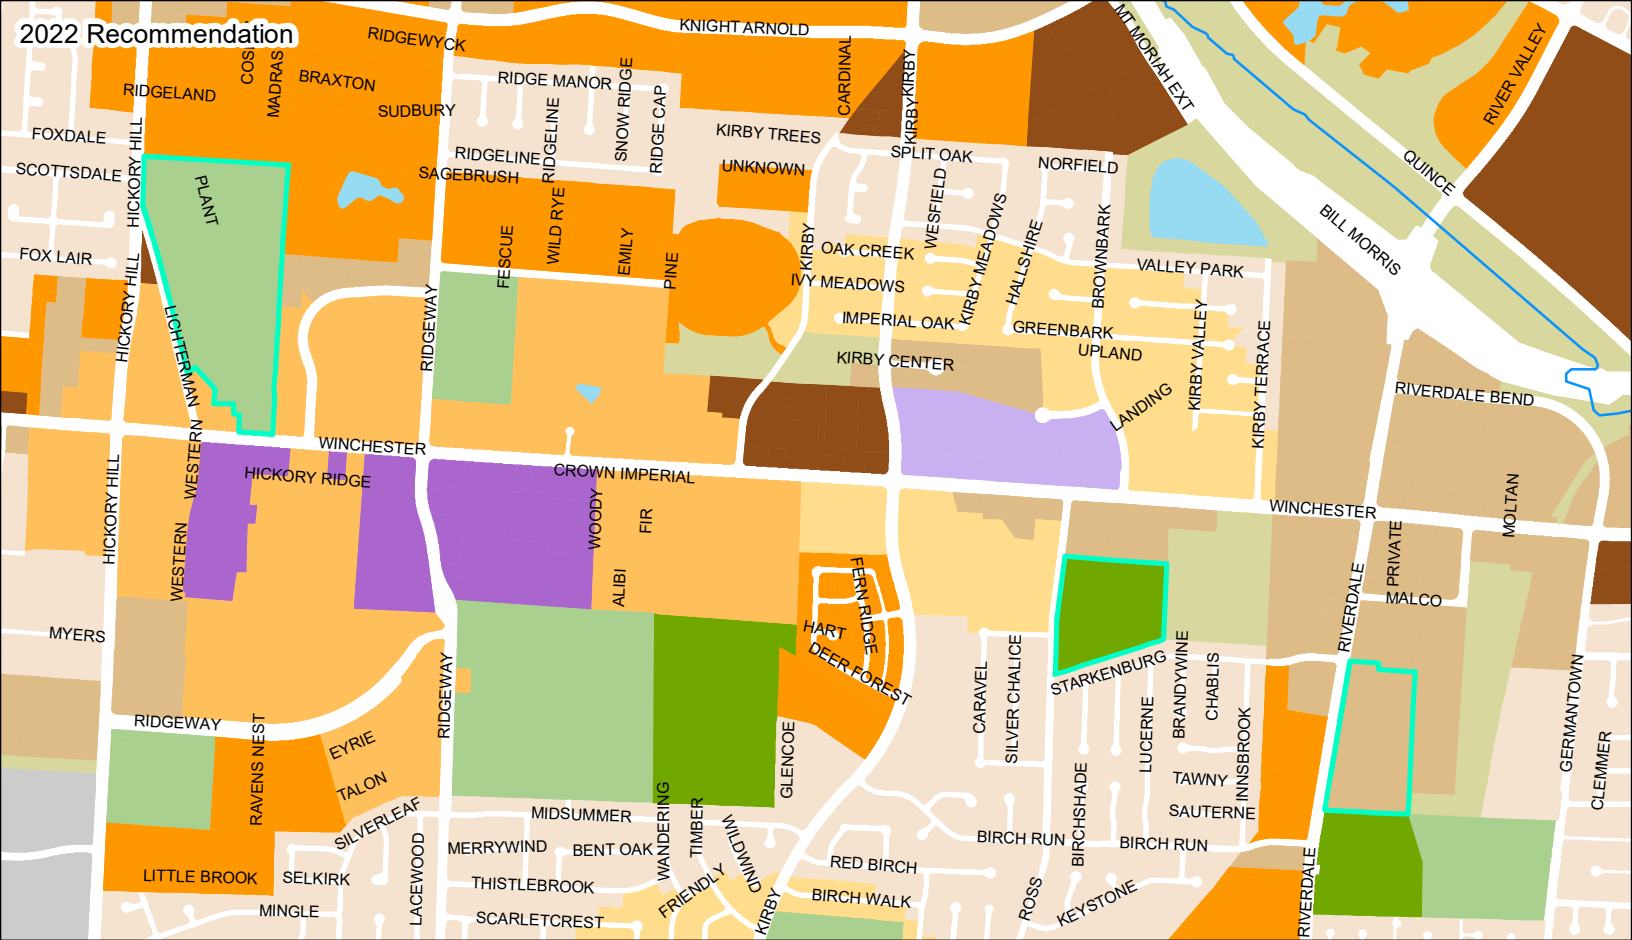 2022 Recommendation
KNIGHT ARNOLD
RIDGEWYCK
MADRAS
BRAXTON
RIDGELAND
SUDBURY
RIDGE MANOR
SNOW RIDGE
RIDGELINE
RIDGE CAP
CARDINAL
KIRBY
KIRBY
MT MORIAH EXT
RIVER VALLEY
QUINCE
BILL MORRIS
FOXDALE
SCOTTSDALE
HICKORY HILL
PLANT
RIDGELINE
SAGEBRUSH
KIRBY TREES
UNKNOWN
SPLIT OAK
NORFIELD
FOX LAIR
HICKORY HILL
LICHTERMAN
FESCUE
WILD RYE
EMILY
PINE
KIRBY
OAK CREEK
IVY MEADOWS
IMPERIAL OAK
KIRBY CENTER
WESFIELD
KIRBY MEADOWS
HALLSHIRE
BROWNBARK
VALLEY PARK
GREENBARK
UPLAND
KIRBY VALLEY
KIRBY TERRACE
LANDING
RIDGEWAY
RIVERDALE BEND
WINCHESTER
WESTERN
HICKORY RIDGE
CROWN IMPERIAL
WOODY
FIR
HICKORY HILL
WESTERN
ALIBI
WINCHESTER
MOLTAN
PRIVATE
MALCO
RIVERDALE
MYERS
FERN RIDGE
HART
DEER FOREST
STARKENBURG
CARAVEL
SILVER CHALICE
LUCERNE
BRANDYWINE
CHABLIS
INNSBROOK
RIDGEWAY
RIDGEWAY
RAVENS NEST
EYRIE
TALON
SILVERLEAF
GLENCOE
GERMANTOWN
CLEMMER
TAWNY
SAUTERNE
BIRCHSHADE
BIRCH RUN
BIRCH RUN
MIDSUMMER
MERRYWIND
BENT OAK
WANDERING
TIMBER
WILDWIND
RED BIRCH
BIRCH WALK
LITTLE BROOK
SELKIRK
LACEWOOD
THISTLEBROOK
FRIENDLY
KIRBY
MINGLE
SCARLETCREST
ROSS
KEYSTONE
RIVERDALE